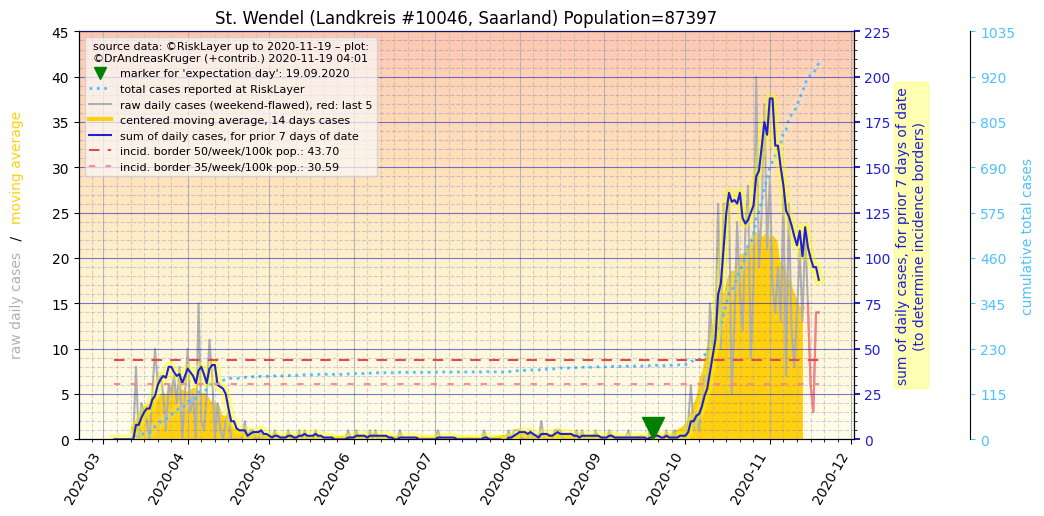 St. Wendel (Landkreis #10046, Saarland) Population=87397
source data: ©RiskLayer up to 2020-11-19 – plot:
©DrAndreasKruger (+contrib.) 2020-11-19 04:01
marker for 'expectation day': 19.09.2020
total cases reported at RiskLayer
raw daily cases (weekend-flawed), red: last 5
centered moving average, 14 days cases
sum of daily cases, for prior 7 days of date
incid. border 50/week/100k pop.: 43.70
incid. border 35/week/100k pop.: 30.59
raw daily cases / moving average
45
40
35
30
25
20
15
10
5
0
2020-03
2020-04
2020-05
2020-06
2020-07
2020-08
2020-09
2020-10
2020-11
2020-12
225
200
175
150
125
100
75
50
25
0
sum of daily cases, for prior 7 days of date
(to determine incidence borders)
1035
920
805
690
575
460
345
230
115
0
cumulative total cases